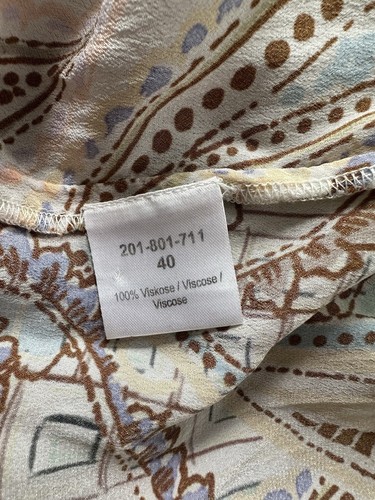 201-801-711
40
100% Viskose / Viscose /
Viscose